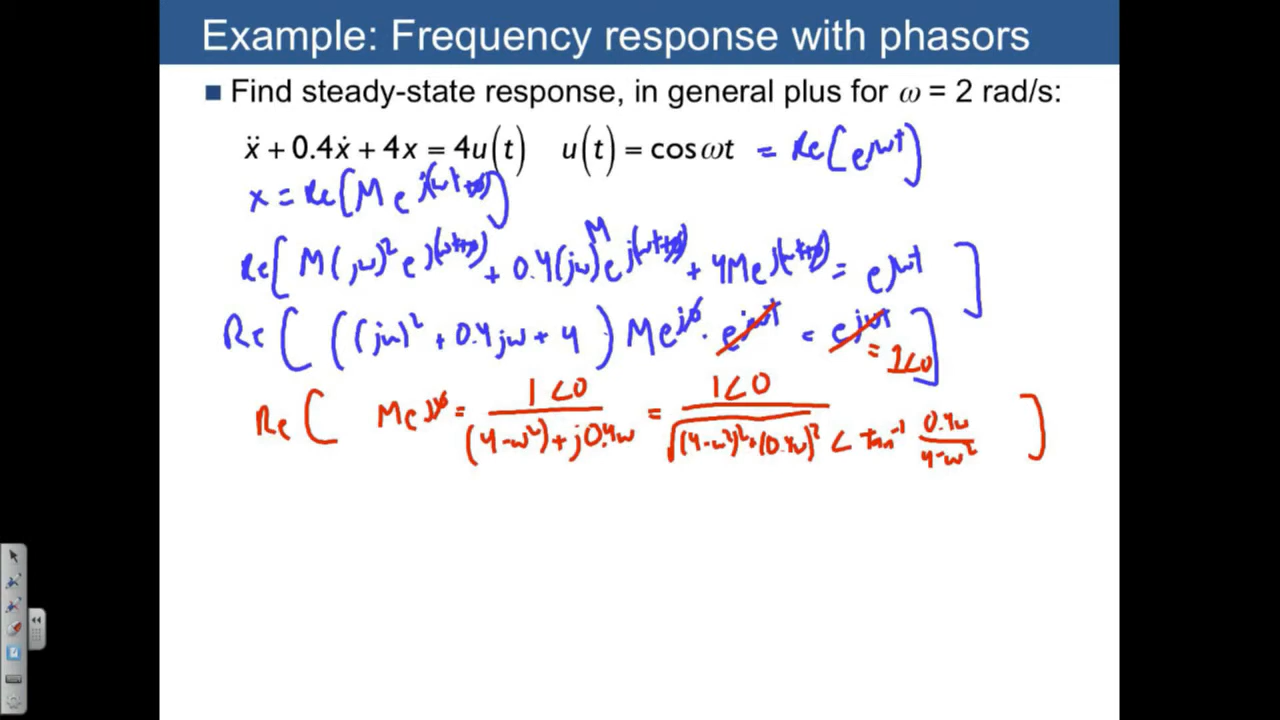 Example: Frequency response with phasors
Find steady-state response, in general plus for ω = 2 rad/s:
ẍ + 0.4ẋ + 4x = 4u(t) u(t) = cosωt = Re[e^jωt]
x = Re[M e^j(ωt+φ)]
Re[M(jω)² e^j(ωt+φ) + 0.4(jω) M e^j(ωt+φ) + 4M e^j(ωt+φ) = e^jωt]
Re[((jω)² + 0.4jω + 4) M e^jφ · e^jωt = e^jωt = 1∠0]
Re[M e^jφ = 1∠0 / ((4-ω²) + j0.4ω) = 1∠0 / (√((4-ω²)² + (0.4ω)²) ∠ tan⁻¹ 0.4ω / (4-ω²))]